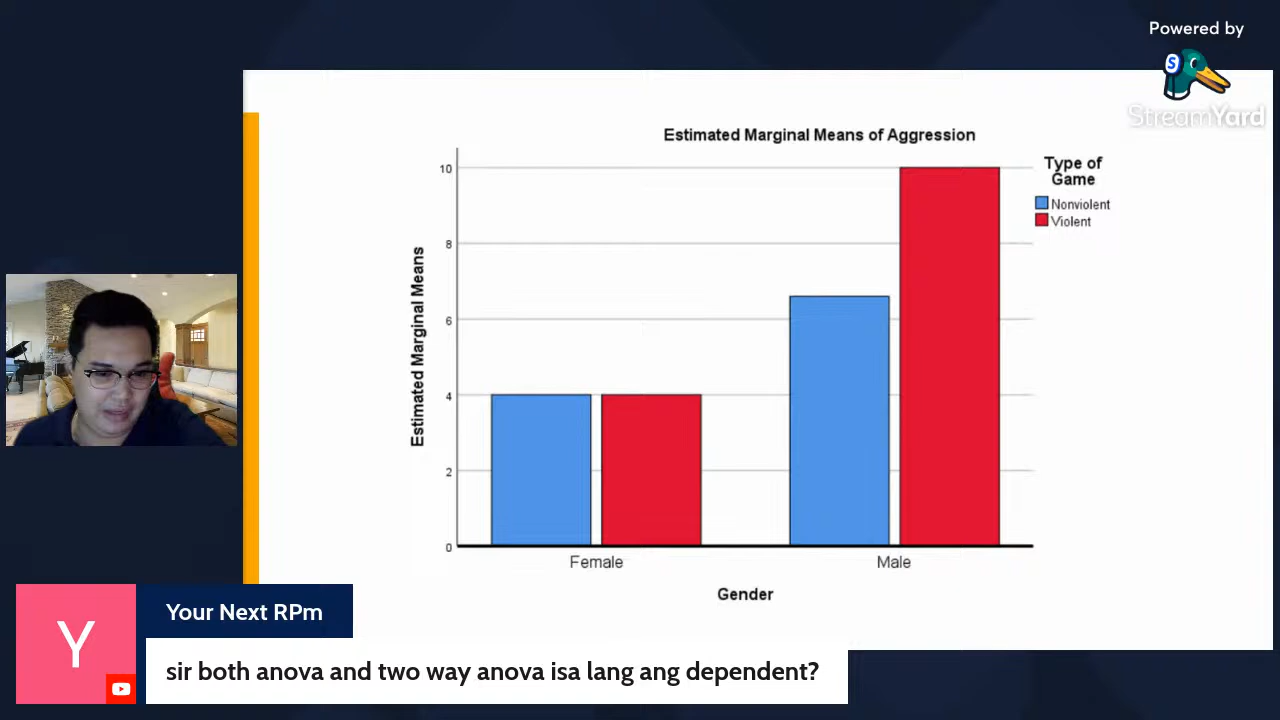 Powered by
StreamYard
Estimated Marginal Means of Aggression
Type of
Game
Nonviolent
Violent
Estimated Marginal Means
10
8
6
4
2
0
Female
Male
Gender
Y
Your Next RPm
sir both anova and two way anova isa lang ang dependent?